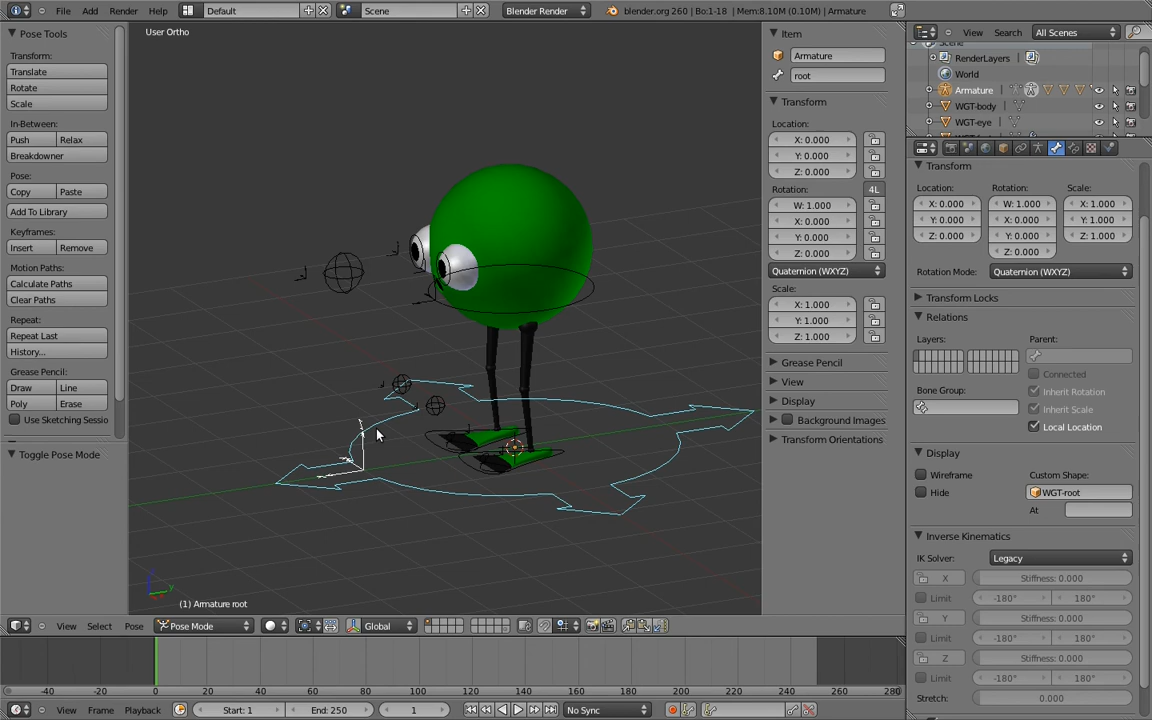 File Add Render Help Default Scene Blender Render blender.org 260 | Bo:1-18 | Mem:8.10M (0.10M) | Armature
Pose Tools
Transform:
Translate
Rotate
Scale
In-Between:
Push Relax
Breakdowner
Pose:
Copy Paste
Add To Library
Keyframes:
Insert Remove
Motion Paths:
Calculate Paths
Clear Paths
Repeat:
Repeat Last
History...
Grease Pencil:
Draw Line
Poly Erase
Use Sketching Sessio
Toggle Pose Mode
User Ortho
(1) Armature root
Item
Armature
root
Transform
Location:
X: 0.000
Y: 0.000
Z: 0.000
Rotation:
4L
W: 1.000
X: 0.000
Y: 0.000
Z: 0.000
Quaternion (WXYZ)
Scale:
X: 1.000
Y: 1.000
Z: 1.000
Grease Pencil
View
Display
Background Images
Transform Orientations
View Search All Scenes
RenderLayers
World
Armature
WGT-body
WGT-eye
Transform
Location: Rotation: Scale:
X: 0.000 W: 1.000 X: 1.000
Y: 0.000 X: 0.000 Y: 1.000
Z: 0.000 Y: 0.000 Z: 1.000
Z: 0.000
Rotation Mode: Quaternion (WXYZ)
Transform Locks
Relations
Layers: Parent:
Connected
Bone Group: Inherit Rotation
Inherit Scale
Local Location
Display
Wireframe Custom Shape:
Hide WGT-root
At
Inverse Kinematics
IK Solver: Legacy
X Stiffness: 0.000
Limit -180° 180°
Y Stiffness: 0.000
Limit -180° 180°
Z Stiffness: 0.000
Limit -180° 180°
Stretch: 0.000
View Select Pose Pose Mode Global
-40 -20 0 20 40 60 80 100 120 140 160 180 200 220 240 260 280
View Frame Playback Start: 1 End: 250 1 No Sync